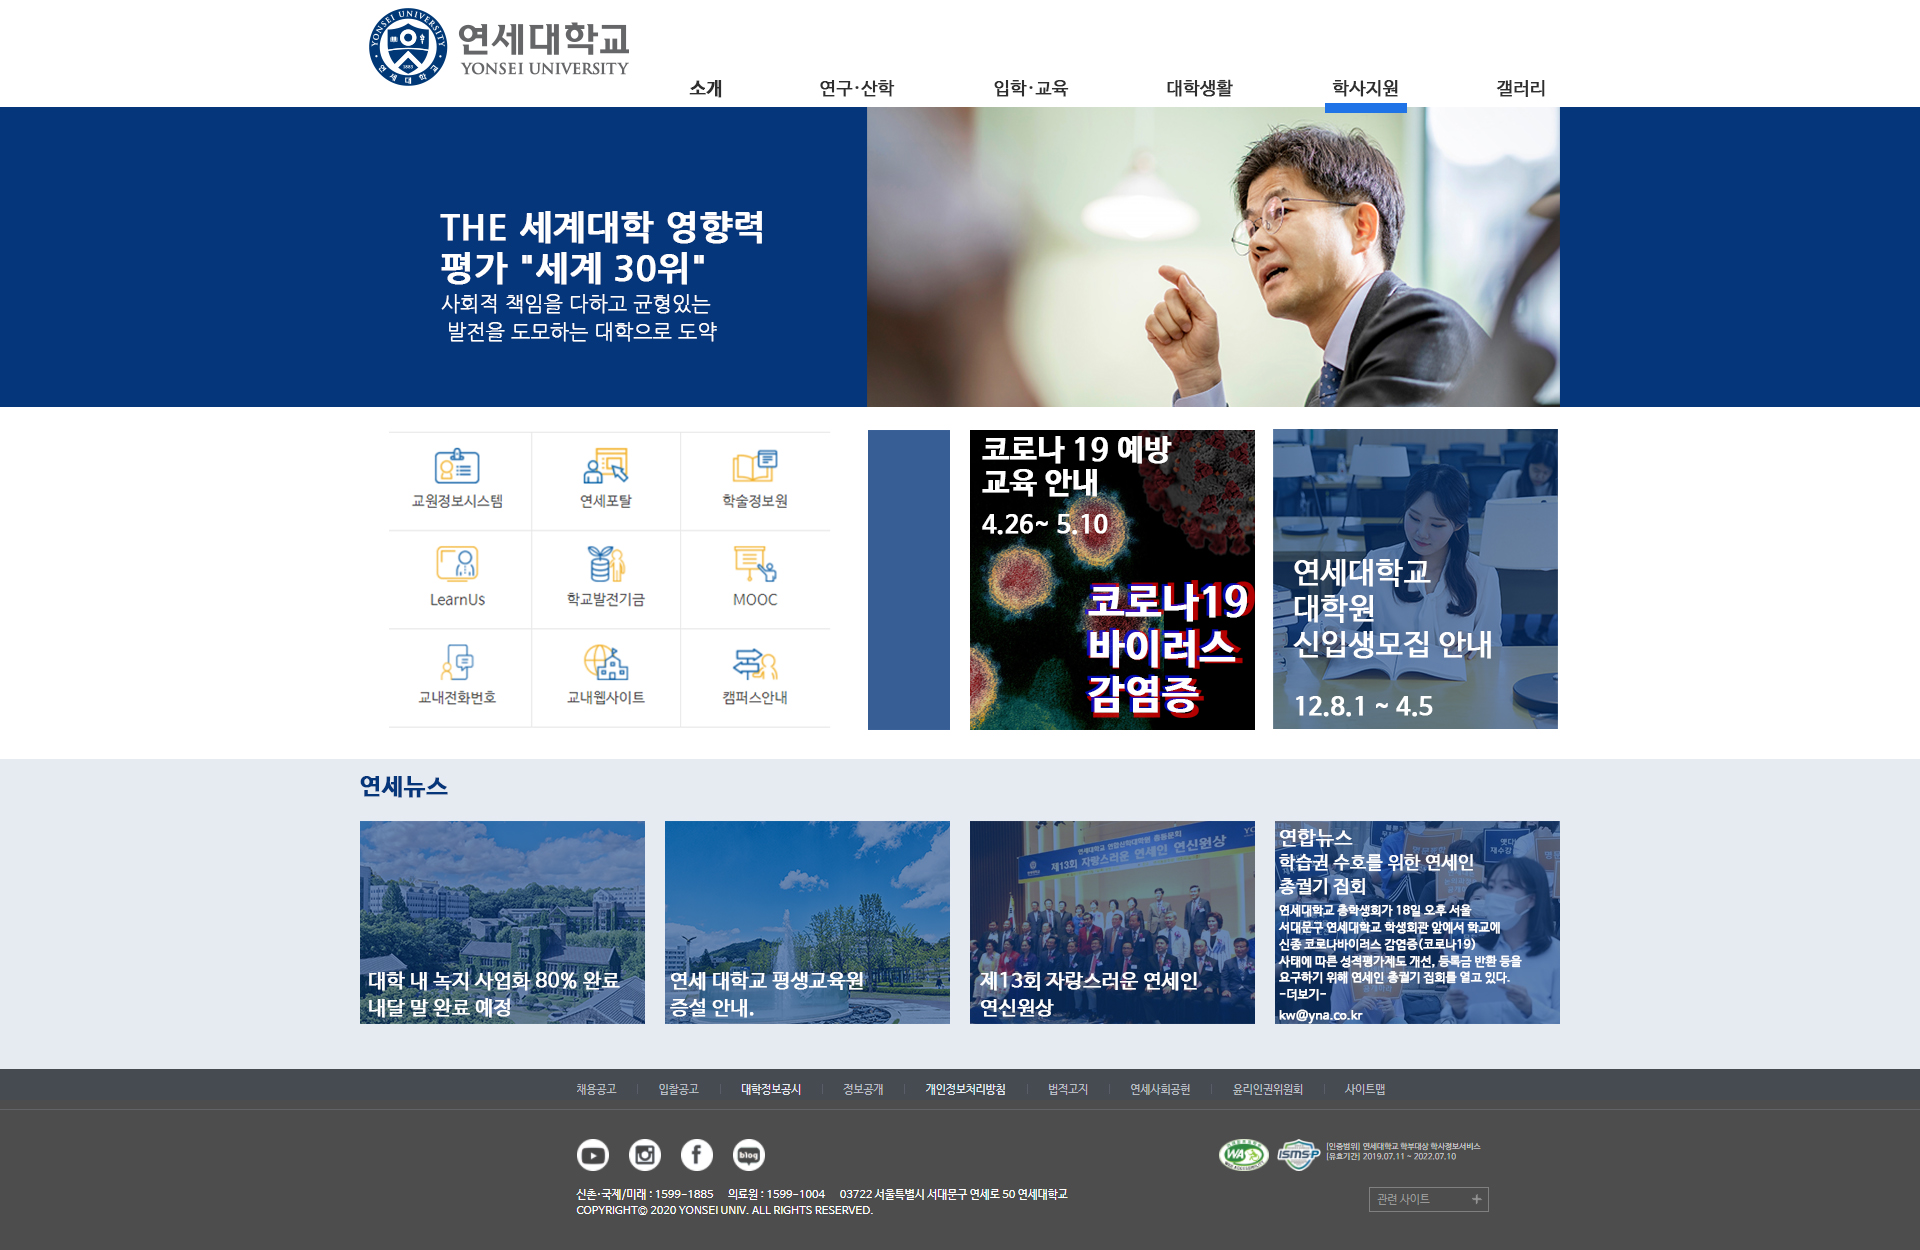 YONSEI UNIVERSITY
연세대학교
1885
연세대학교
YONSEI UNIVERSITY
소개
연구·산학
입학·교육
대학생활
학사지원
갤러리
THE 세계대학 영향력
평가 "세계 30위"
사회적 책임을 다하고 균형있는
발전을 도모하는 대학으로 도약
교원정보시스템
연세포탈
학술정보원
LearnUs
학교발전기금
MOOC
교내전화번호
교내웹사이트
캠퍼스안내
코로나 19 예방
교육 안내
4.26~ 5.10
코로나19
바이러스
감염증
연세대학교
대학원
신입생모집 안내
12.8.1 ~ 4.5
연세뉴스
대학 내 녹지 사업화 80% 완료
내달 말 완료 예정
연세 대학교 평생교육원
증설 안내.
제13회 자랑스러운 연세인 연신원상
제13회 자랑스러운 연세인
연신원상
연합뉴스
학습권 수호를 위한 연세인
총궐기 집회
연세대학교 총학생회가 18일 오후 서울
서대문구 연세대학교 학생회관 앞에서 학교에
신종 코로나바이러스 감염증(코로나19)
사태에 따른 성적평가제도 개선, 등록금 반환 등을
요구하기 위해 연세인 총궐기 집회를 열고 있다.
-더보기-
kw@yna.co.kr
채용공고
입찰공고
대학정보공시
정보공개
개인정보처리방침
법적고지
연세사회공헌
윤리인권위원회
사이트맵
blog
WA
ISMS-P
[인증범위] 연세대학교 학부대상 학사정보서비스
[유효기간] 2019.07.11 ~ 2022.07.10
신촌·국제/미래 : 1599-1885 의료원 : 1599-1004 03722 서울특별시 서대문구 연세로 50 연세대학교
COPYRIGHT© 2020 YONSEI UNIV. ALL RIGHTS RESERVED.
관련 사이트 +